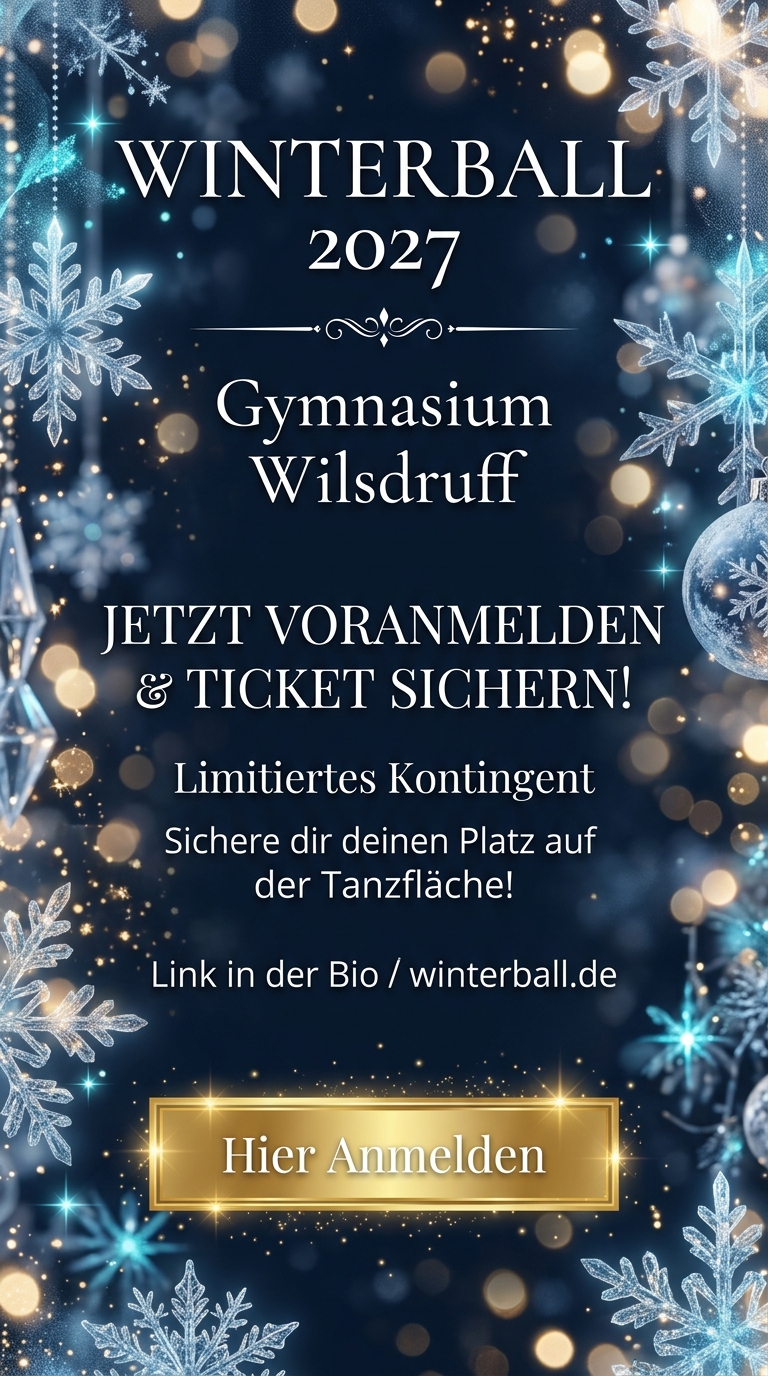 WINTERBALL
2027
Gymnasium
Wilsdruff
JETZT VORANMELDEN
& TICKET SICHERN!
Limitiertes Kontingent
Sichere dir deinen Platz auf
der Tanzfläche!
Link in der Bio / winterball.de
Hier Anmelden